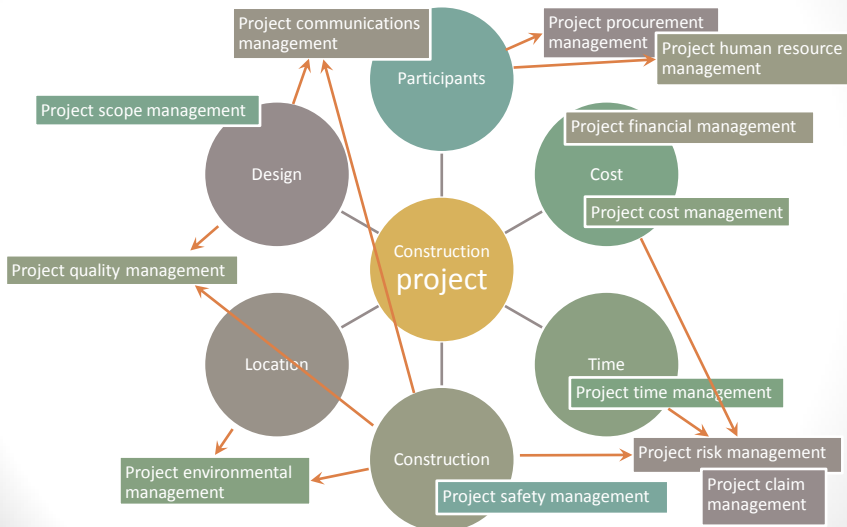 Project communications
management
Project procurement
management
Project human resource
management
Participants
Project scope management
Project financial management
Design
Cost
Project cost management
Construction
project
Project quality management
Location
Time
Project time management
Project risk management
Construction
Project environmental
management
Project safety management
Project claim
management